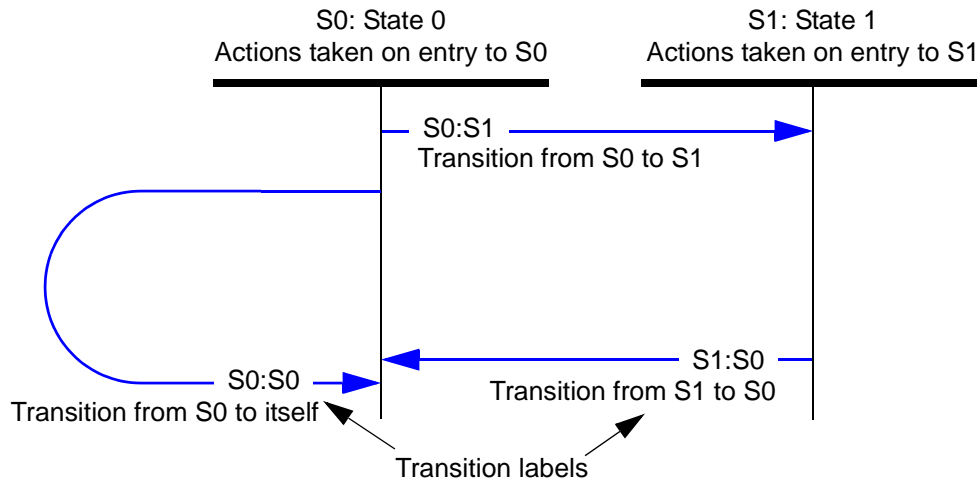 S0: State 0
Actions taken on entry to S0
S1: State 1
Actions taken on entry to S1
S0:S1
Transition from S0 to S1
S1:S0
Transition from S1 to S0
S0:S0
Transition from S0 to itself
Transition labels